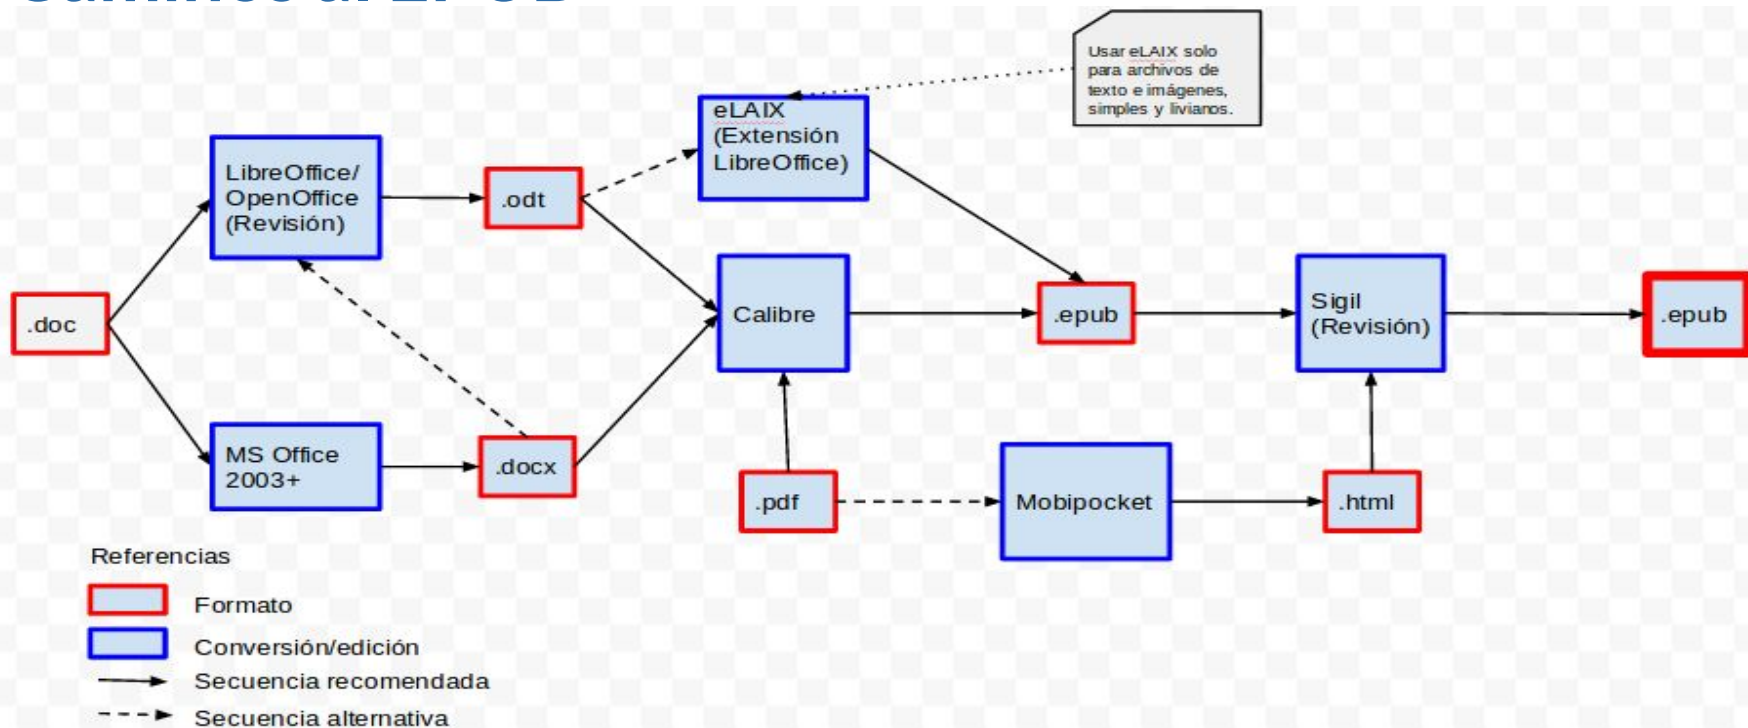 Usar eLAIX solo
para archivos de
texto e imágenes,
simples y livianos.
eLAIX
(Extensión
LibreOffice)
LibreOffice/
OpenOffice
(Revisión)
.odt
.doc
Calibre
.epub
Sigil
(Revisión)
.epub
MS Office
2003+
.docx
.pdf
Mobipocket
.html
Referencias
Formato
Conversión/edición
Secuencia recomendada
Secuencia alternativa